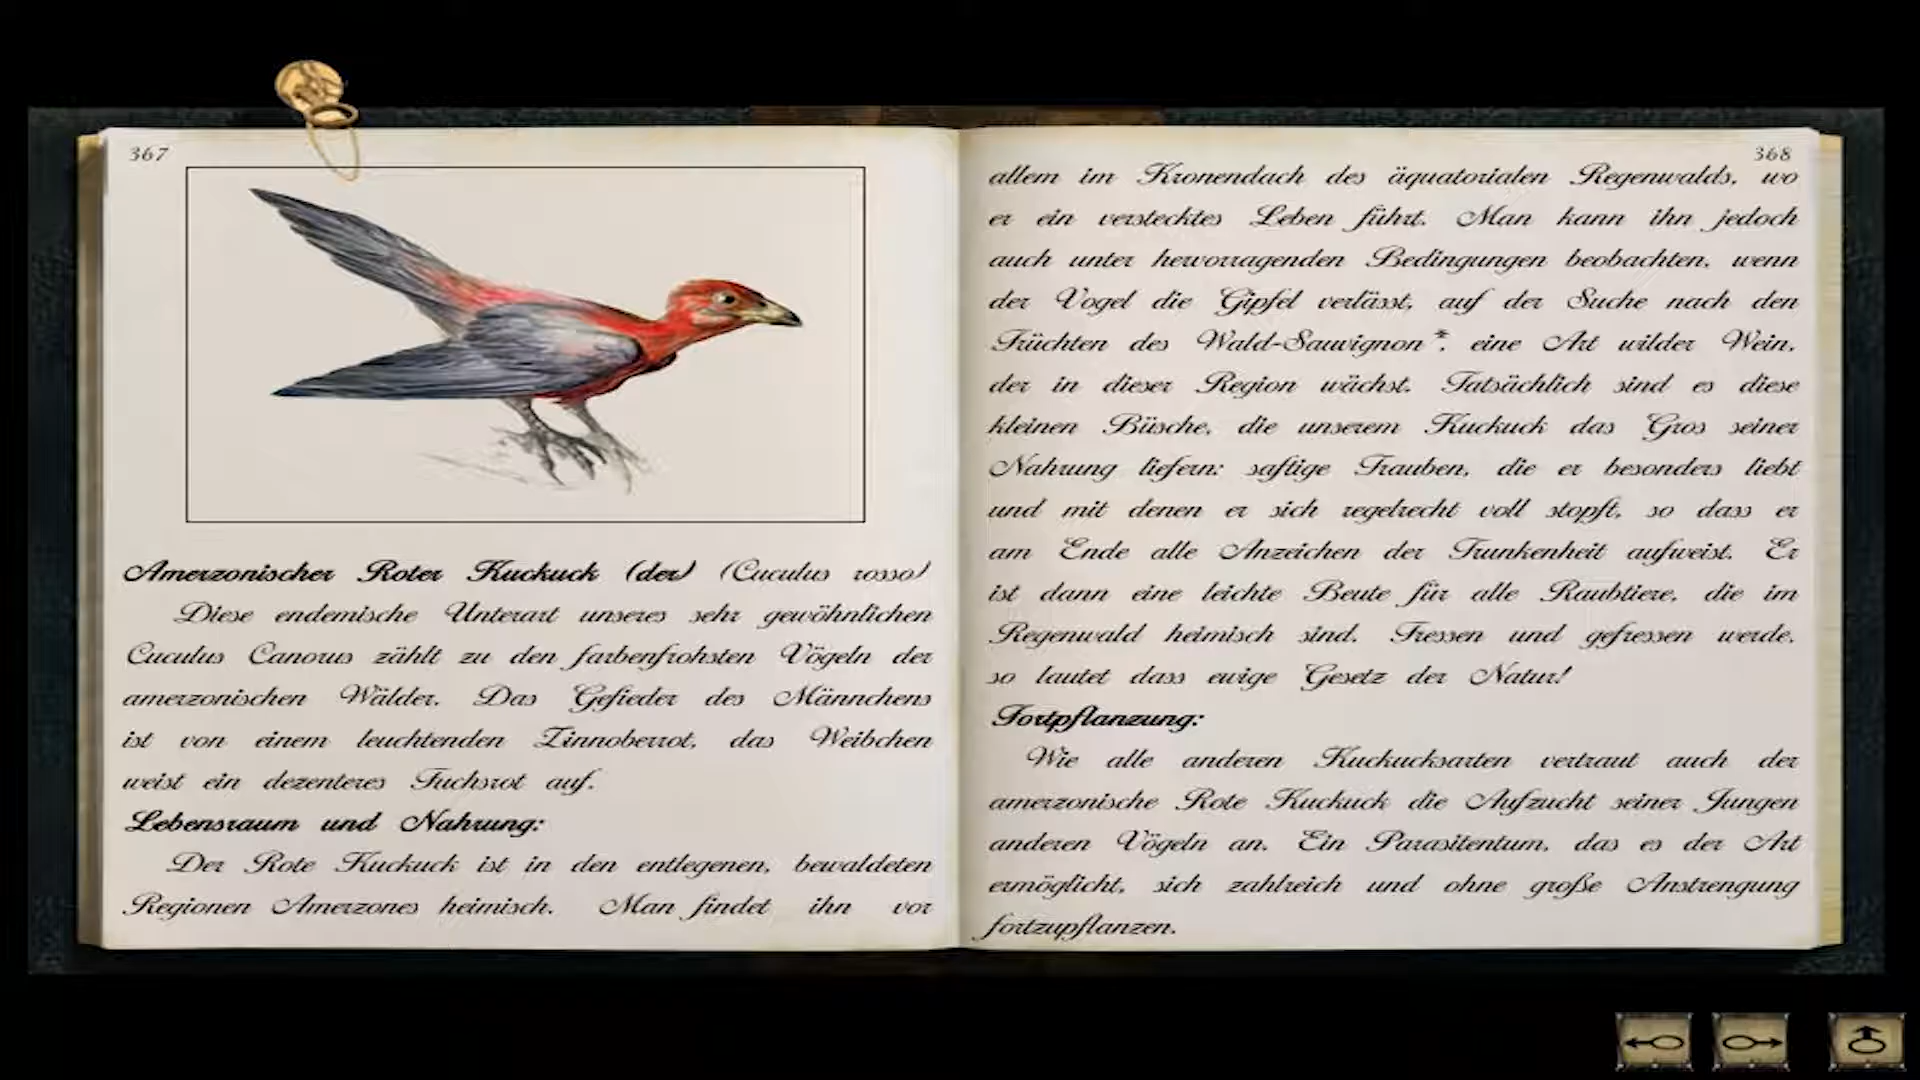 367
Amerzonischer Roter Kuckuck (der) (Cuculus rosso)
Diese endemische Unterart unseres sehr gewöhnlichen
Cuculus Canorus zählt zu den farbenfrohsten Vögeln der
amerzonischen Wälder. Das Gefieder des Männchens
ist von einem leuchtenden Zinnoberrot, das Weibchen
weist ein dezenteres Fuchsrot auf.
Lebensraum und Nahrung:
Der Rote Kuckuck ist in den entlegenen, bewaldeten
Regionen Amerzones heimisch. Man findet ihn vor
368
allem im Kronendach des äquatorialen Regenwalds, wo
er ein verstecktes Leben führt. Man kann ihn jedoch
auch unter hervorragenden Bedingungen beobachten, wenn
der Vogel die Gipfel verlässt, auf der Suche nach den
Früchten des Wald-Sauvignon*, eine Art wilder Wein,
der in dieser Region wächst. Tatsächlich sind es diese
kleinen Büsche, die unserem Kuckuck das Gros seiner
Nahrung liefern: saftige Trauben, die er besonders liebt
und mit denen er sich regelrecht voll stopft, so dass er
am Ende alle Anzeichen der Trunkenheit aufweist. Er
ist dann eine leichte Beute für alle Raubtiere, die im
Regenwald heimisch sind. Fressen und gefressen werde,
so lautet dass ewige Gesetz der Natur!
Fortpflanzung:
Wie alle anderen Kuckucksarten vertraut auch der
amerzonische Rote Kuckuck die Aufzucht seiner Jungen
anderen Vögeln an. Ein Parasitentum, das es der Art
ermöglicht, sich zahlreich und ohne große Anstrengung
fortzupflanzen.